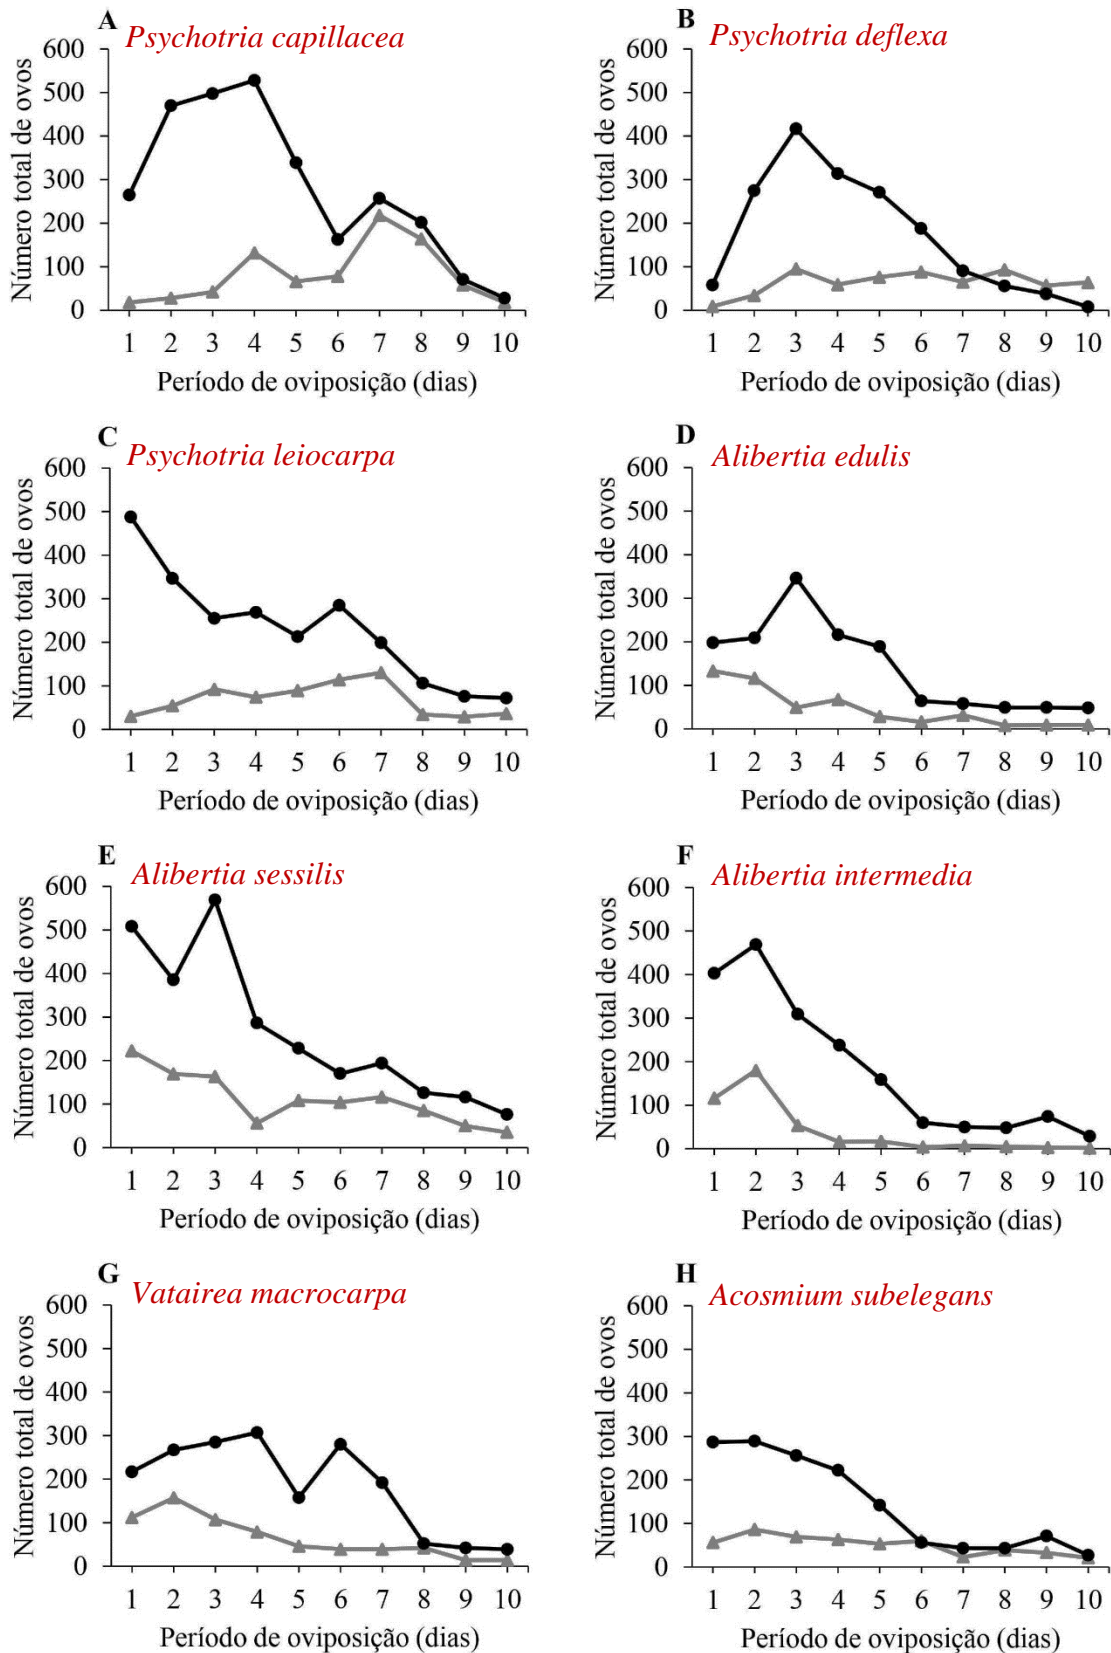 A Psychotria capillacea
Número total de ovos
600
500
400
300
200
100
0
1 2 3 4 5 6 7 8 9 10
Período de oviposição (dias)
B Psychotria deflexa
Número total de ovos
600
500
400
300
200
100
0
1 2 3 4 5 6 7 8 9 10
Período de oviposição (dias)
C Psychotria leiocarpa
Número total de ovos
600
500
400
300
200
100
0
1 2 3 4 5 6 7 8 9 10
Período de oviposição (dias)
D Alibertia edulis
Número total de ovos
600
500
400
300
200
100
0
1 2 3 4 5 6 7 8 9 10
Período de oviposição (dias)
E Alibertia sessilis
Número total de ovos
600
500
400
300
200
100
0
1 2 3 4 5 6 7 8 9 10
Período de oviposição (dias)
F Alibertia intermedia
Número total de ovos
600
500
400
300
200
100
0
1 2 3 4 5 6 7 8 9 10
Período de oviposição (dias)
G Vatairea macrocarpa
Número total de ovos
600
500
400
300
200
100
0
1 2 3 4 5 6 7 8 9 10
Período de oviposição (dias)
H Acosmium subelegans
Número total de ovos
600
500
400
300
200
100
0
1 2 3 4 5 6 7 8 9 10
Período de oviposição (dias)